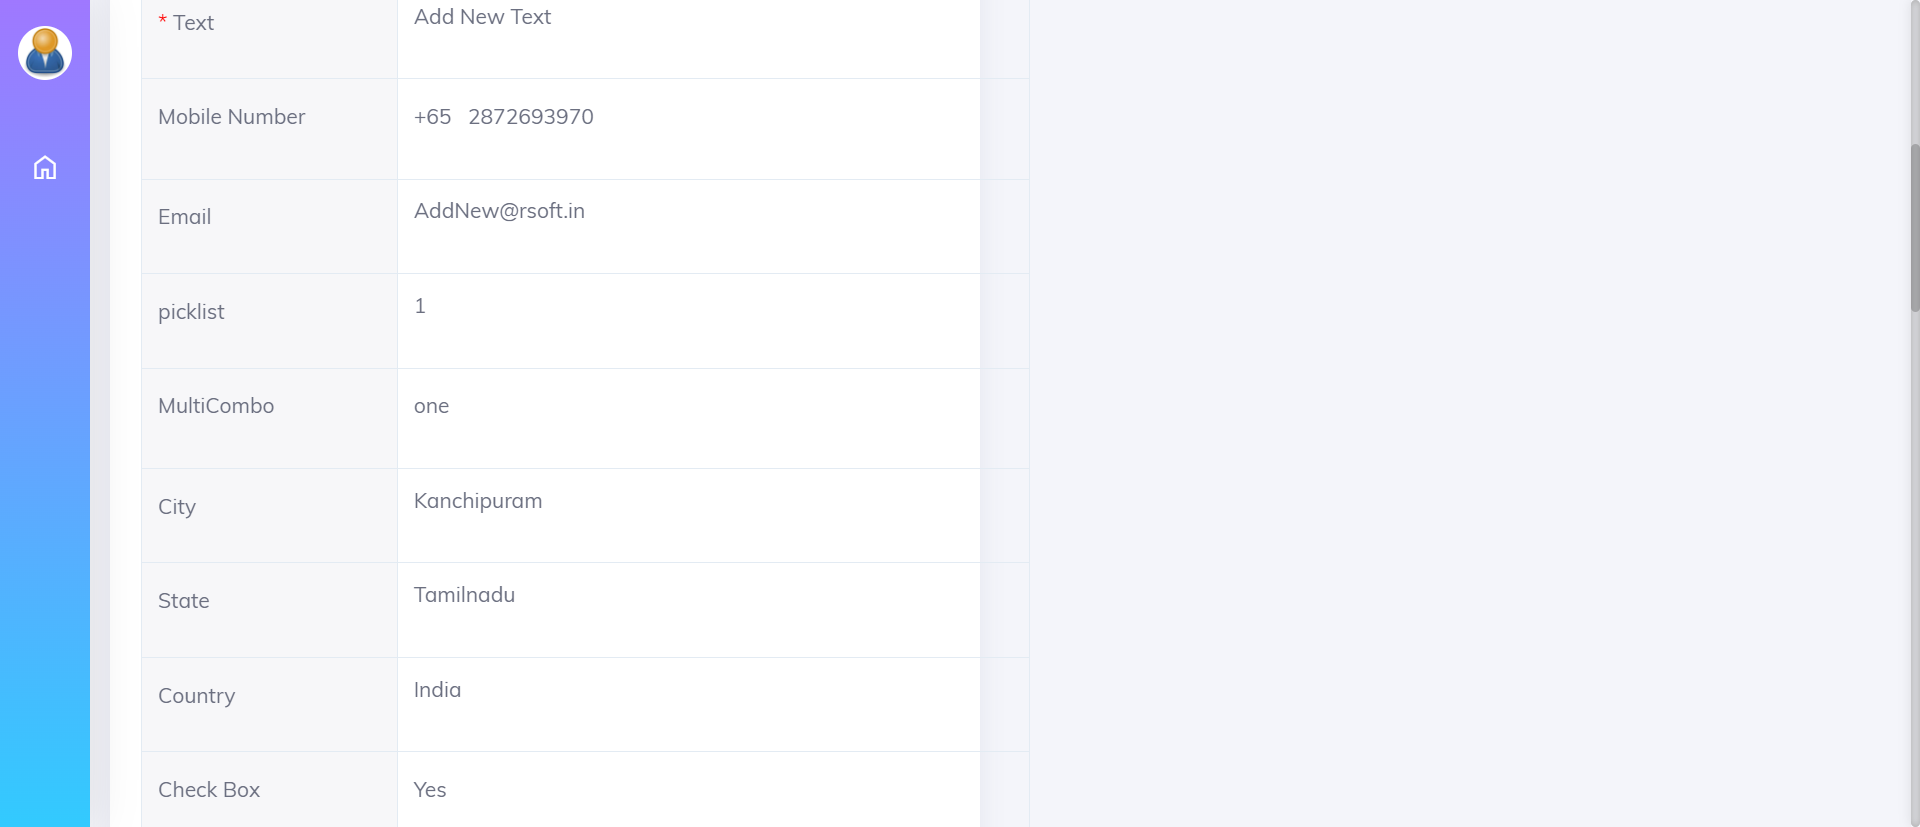 * Text Add New Text
Mobile Number +65 2872693970
Email AddNew@rsoft.in
picklist 1
MultiCombo one
City Kanchipuram
State Tamilnadu
Country India
Check Box Yes